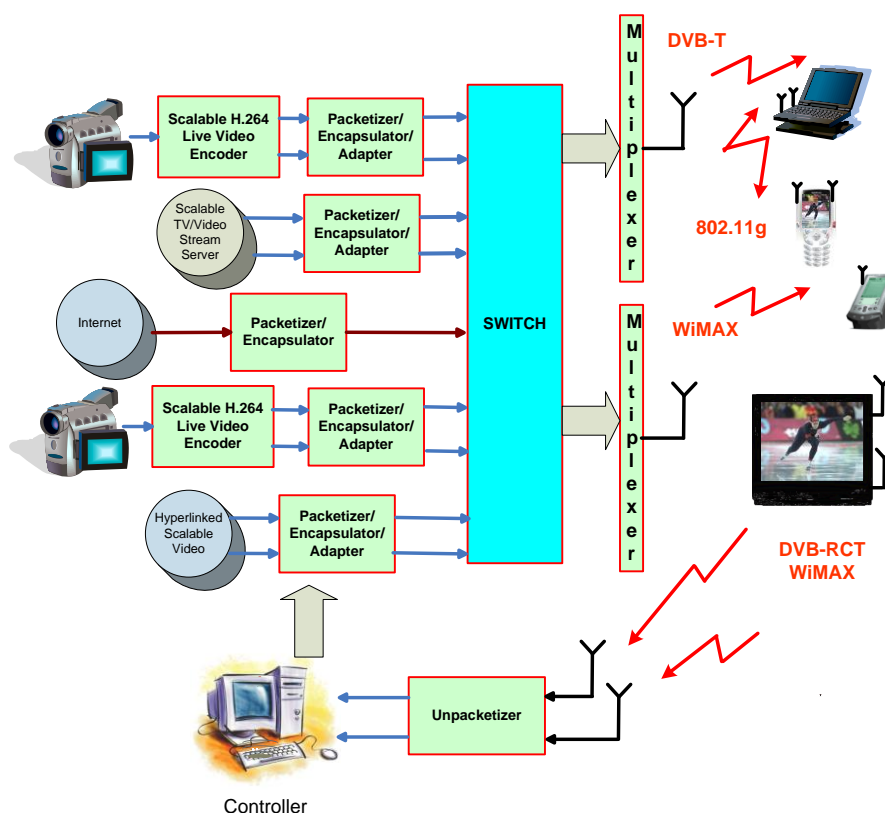 M
u
l
t
i
p
l
e
x
e
r
DVB-T
Scalable H.264
Live Video
Encoder
Packetizer/
Encapsulator/
Adapter
Scalable
TV/Video
Stream
Server
Packetizer/
Encapsulator/
Adapter
802.11g
Internet
Packetizer/
Encapsulator
SWITCH
M
u
l
t
i
p
l
e
x
e
r
WiMAX
Scalable H.264
Live Video
Encoder
Packetizer/
Encapsulator/
Adapter
Hyperlinked
Scalable
Video
Packetizer/
Encapsulator/
Adapter
DVB-RCT
WiMAX
Unpacketizer
Controller